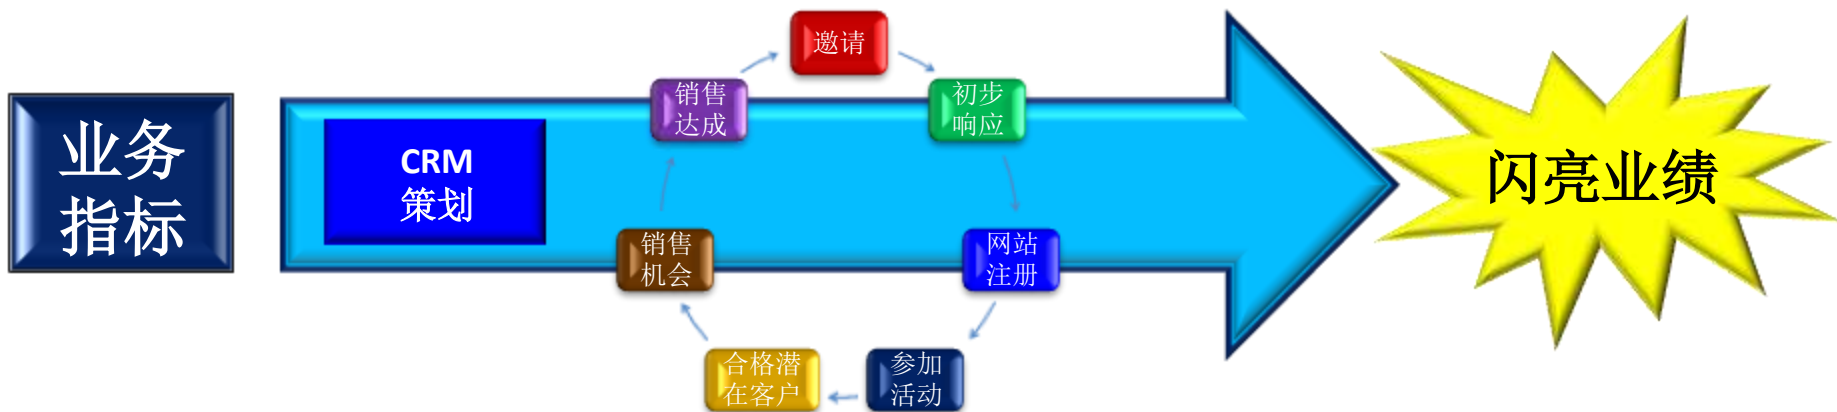 业务
指标
CRM
策划
邀请
初步
响应
网站
注册
参加
活动
合格潜
在客户
销售
机会
销售
达成
闪亮业绩